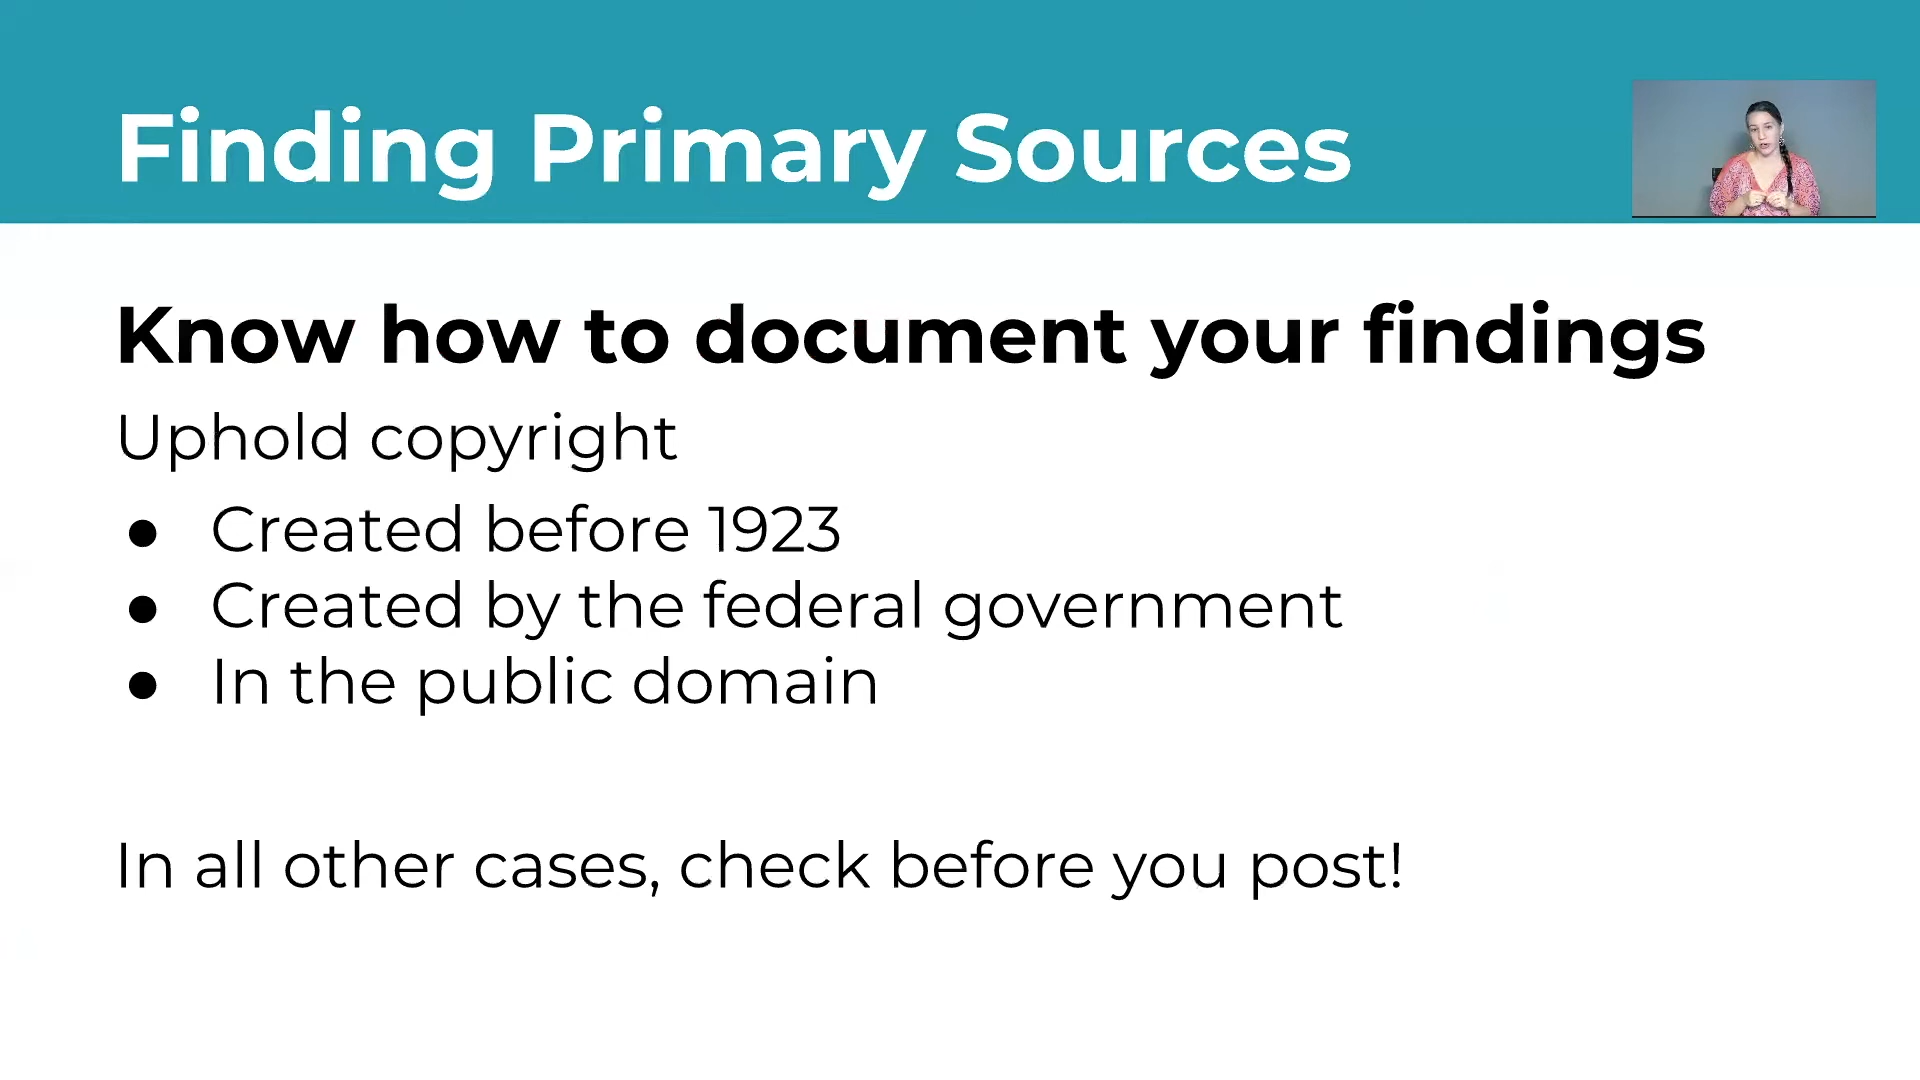 Finding Primary Sources
Know how to document your findings
Uphold copyright
● Created before 1923
● Created by the federal government
● In the public domain
In all other cases, check before you post!